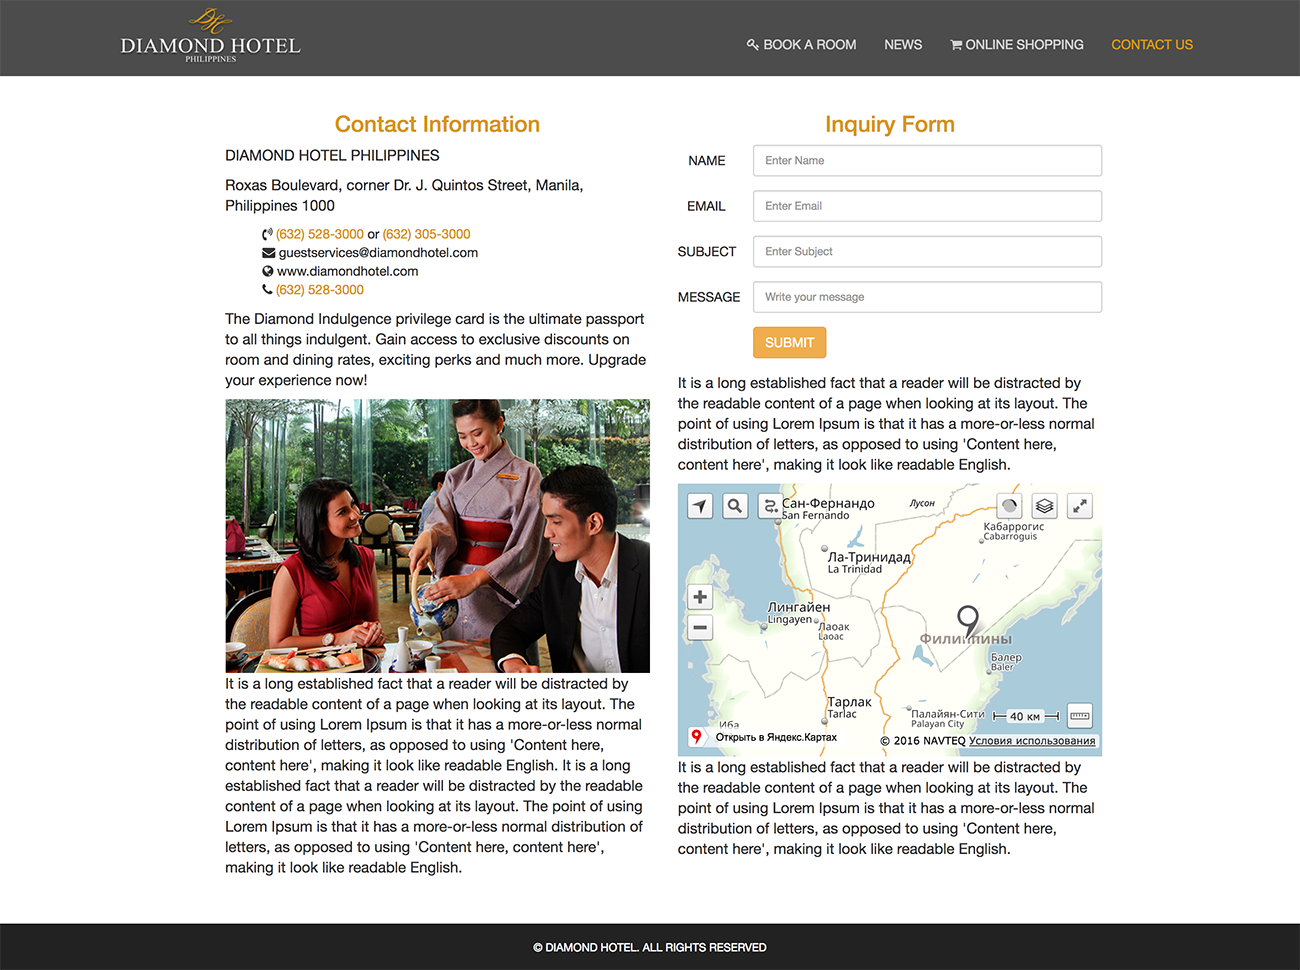 DIAMOND HOTEL
PHILIPPINES
BOOK A ROOM
NEWS
ONLINE SHOPPING
CONTACT US
Contact Information
DIAMOND HOTEL PHILIPPINES
Roxas Boulevard, corner Dr. J. Quintos Street, Manila,
Philippines 1000
(632) 528-3000 or (632) 305-3000
guestservices@diamondhotel.com
www.diamondhotel.com
(632) 528-3000
The Diamond Indulgence privilege card is the ultimate passport
to all things indulgent. Gain access to exclusive discounts on
room and dining rates, exciting perks and much more. Upgrade
your experience now!
It is a long established fact that a reader will be distracted by
the readable content of a page when looking at its layout. The
point of using Lorem Ipsum is that it has a more-or-less normal
distribution of letters, as opposed to using 'Content here,
content here', making it look like readable English. It is a long
established fact that a reader will be distracted by the readable
content of a page when looking at its layout. The point of using
Lorem Ipsum is that it has a more-or-less normal distribution of
letters, as opposed to using 'Content here, content here',
making it look like readable English.
Inquiry Form
NAME Enter Name
EMAIL Enter Email
SUBJECT Enter Subject
MESSAGE Write your message
SUBMIT
It is a long established fact that a reader will be distracted by
the readable content of a page when looking at its layout. The
point of using Lorem Ipsum is that it has a more-or-less normal
distribution of letters, as opposed to using 'Content here,
content here', making it look like readable English.
Сан-Фернандо
San Fernando
Лусон
Кабаррогис
Cabarroguis
Ла-Тринидад
La Trinidad
Лингайен
Lingayen
Лаоак
Laoac
Филиппины
Балер
Baler
Тарлак
Tarlac
Палайян-Сити
Palayan City
40 км
Иба
Открыть в Яндекс.Картах
© 2016 NAVTEQ Условия использования
It is a long established fact that a reader will be distracted by
the readable content of a page when looking at its layout. The
point of using Lorem Ipsum is that it has a more-or-less normal
distribution of letters, as opposed to using 'Content here,
content here', making it look like readable English.
© DIAMOND HOTEL. ALL RIGHTS RESERVED